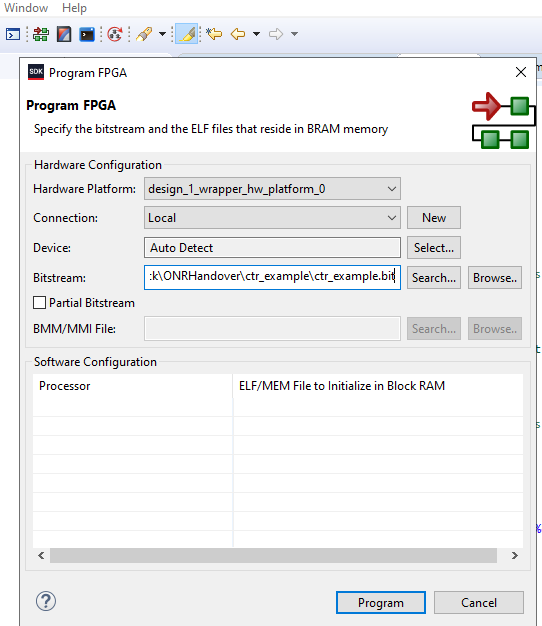 Window Help
SDK Program FPGA
Program FPGA
Specify the bitstream and the ELF files that reside in BRAM memory
Hardware Configuration
Hardware Platform: design_1_wrapper_hw_platform_0
Connection: Local New
Device: Auto Detect Select...
Bitstream: :k\ONRHandover\ctr_example\ctr_example.bit Search... Browse..
Partial Bitstream
BMM/MMI File: Search... Browse..
Software Configuration
Processor ELF/MEM File to Initialize in Block RAM
%
? Program Cancel